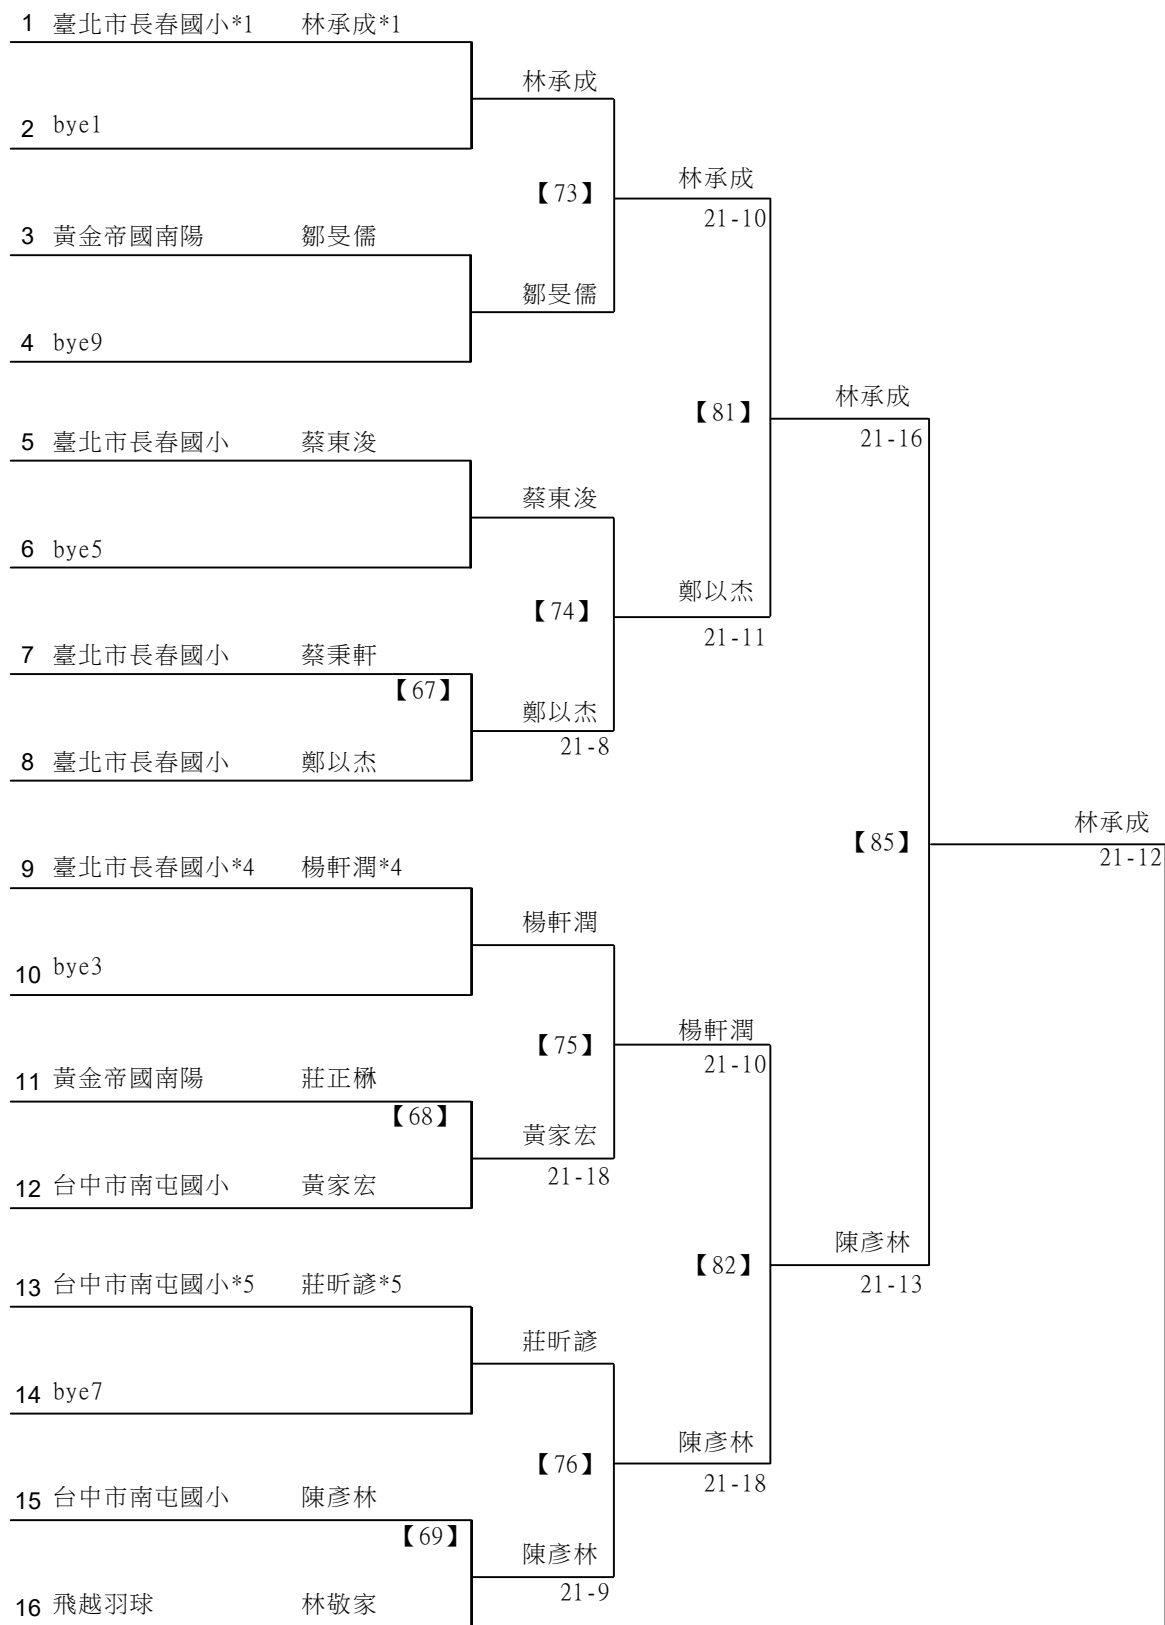 1 臺北市長春國小*1 林承成*1
林承成
2 bye1
【73】
林承成
21-10
3 黃金帝國南陽 鄒旻儒
鄒旻儒
4 bye9
【81】
林承成
21-16
5 臺北市長春國小 蔡東浚
蔡東浚
6 bye5
【74】
鄭以杰
21-11
7 臺北市長春國小 蔡秉軒
【67】
鄭以杰
21-8
8 臺北市長春國小 鄭以杰
【85】
林承成
21-12
9 臺北市長春國小*4 楊軒潤*4
楊軒潤
10 bye3
【75】
楊軒潤
21-10
11 黃金帝國南陽 莊正楙
【68】
黃家宏
21-18
12 台中市南屯國小 黃家宏
【82】
陳彥林
21-13
13 台中市南屯國小*5 莊昕諺*5
莊昕諺
14 bye7
【76】
陳彥林
21-18
15 台中市南屯國小 陳彥林
【69】
陳彥林
21-9
16 飛越羽球 林敬家